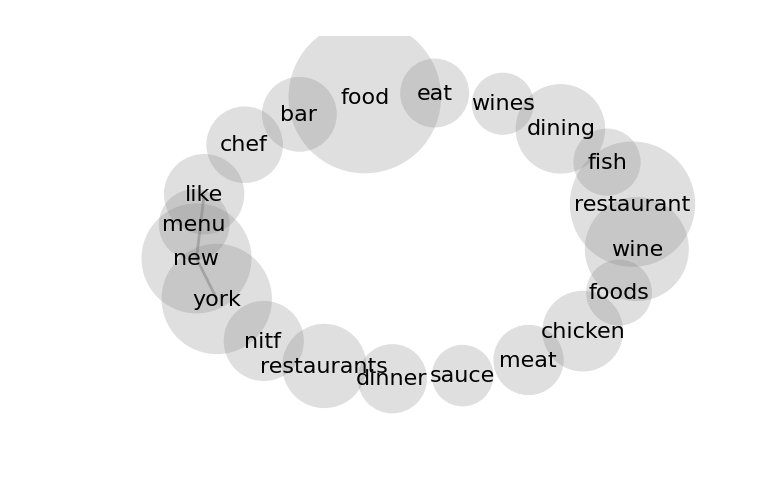 food
eat
wines
bar
dining
chef
fish
like
restaurant
menu
wine
new
foods
york
chicken
nitf
meat
restaurants
sauce
dinner